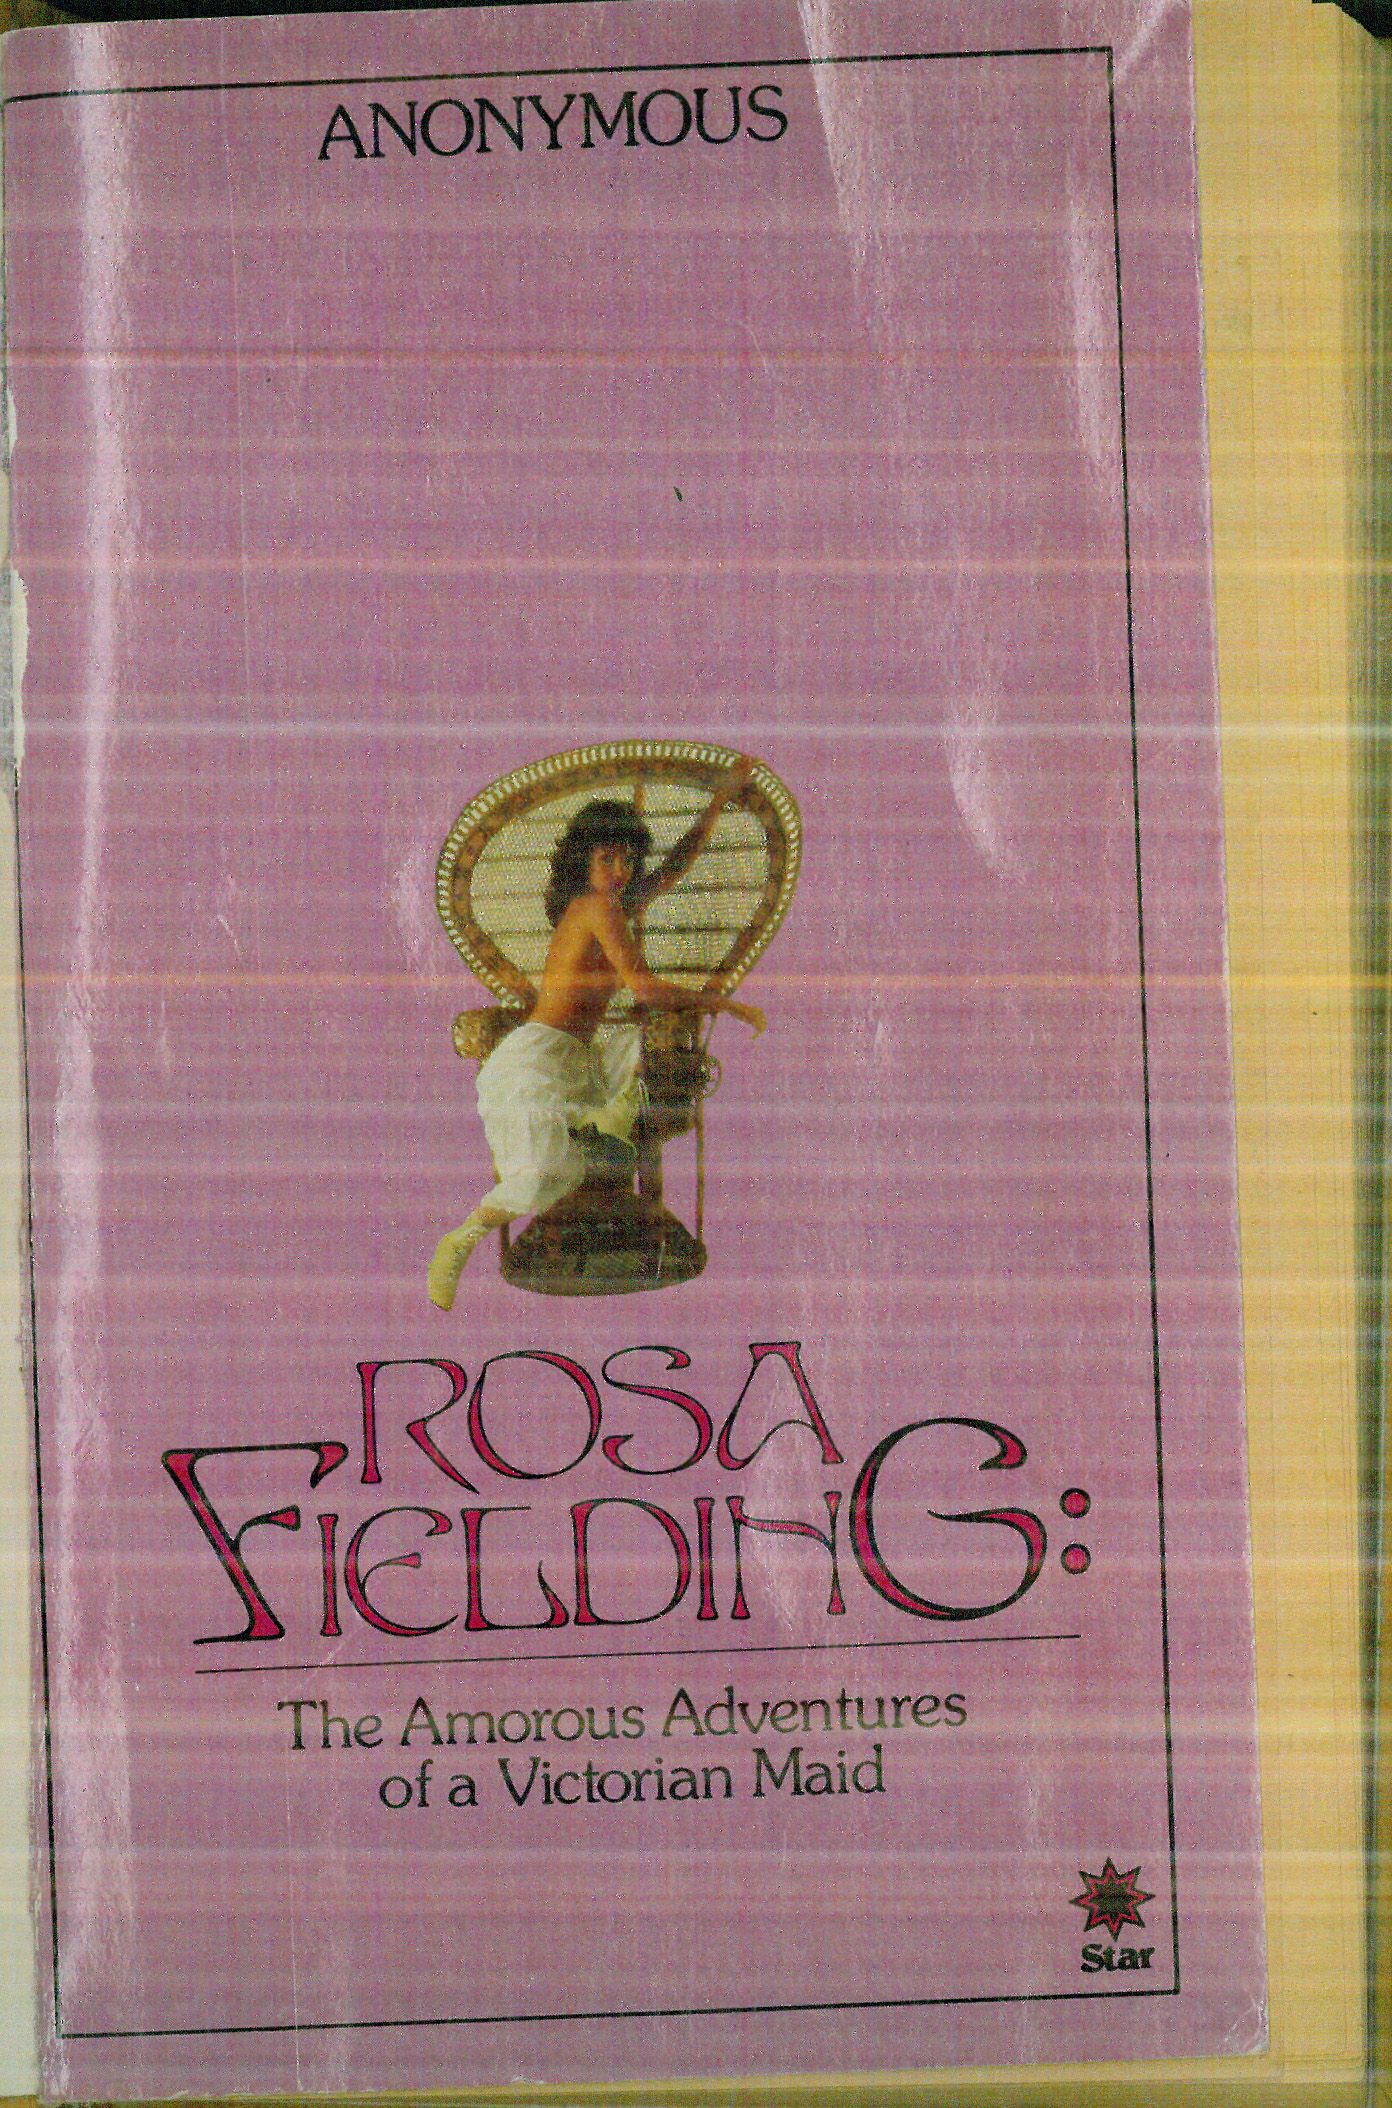 ANONYMOUS
ROSA
FIELDING:
The Amorous Adventures
of a Victorian Maid
Star